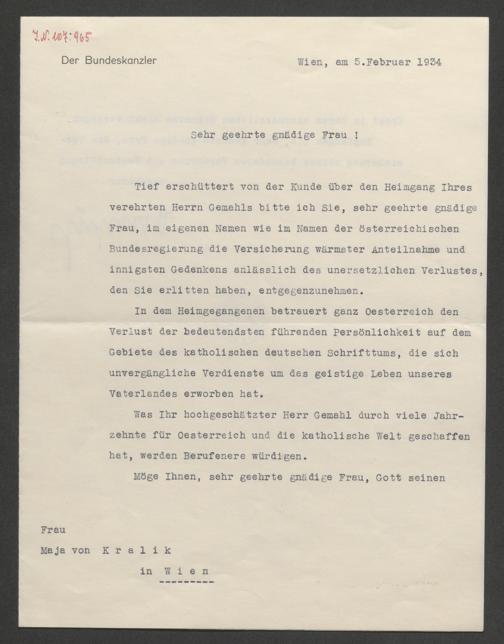 I.N. 107.965
Der Bundeskanzler
Wien, am 5.Februar 1934
Sehr geehrte gnädige Frau !
Tief erschüttert von der Kunde über den Heimgang Ihres
verehrten Herrn Gemahls bitte ich Sie, sehr geehrte gnädige
Frau, im eigenen Namen wie im Namen der österreichischen
Bundesregierung die Versicherung wärmster Anteilnahme und
innigsten Gedenkens anlässlich des unersetzlichen Verlustes,
den Sie erlitten haben, entgegenzunehmen.
In dem Heimgegangenen betrauert ganz Oesterreich den
Verlust der bedeutendsten führenden Persönlichkeit auf dem
Gebiete des katholischen deutschen Schrifttums, die sich
unvergängliche Verdienste um das geistige Leben unseres
Vaterlandes erworben hat.
Was Ihr hochgeschätzter Herr Gemahl durch viele Jahr-
zehnte für Oesterreich und die katholische Welt geschaffen
hat, werden Berufenere würdigen.
Möge Ihnen, sehr geehrte gnädige Frau, Gott seinen
Frau
Maja von K r a l i k
in W i e n